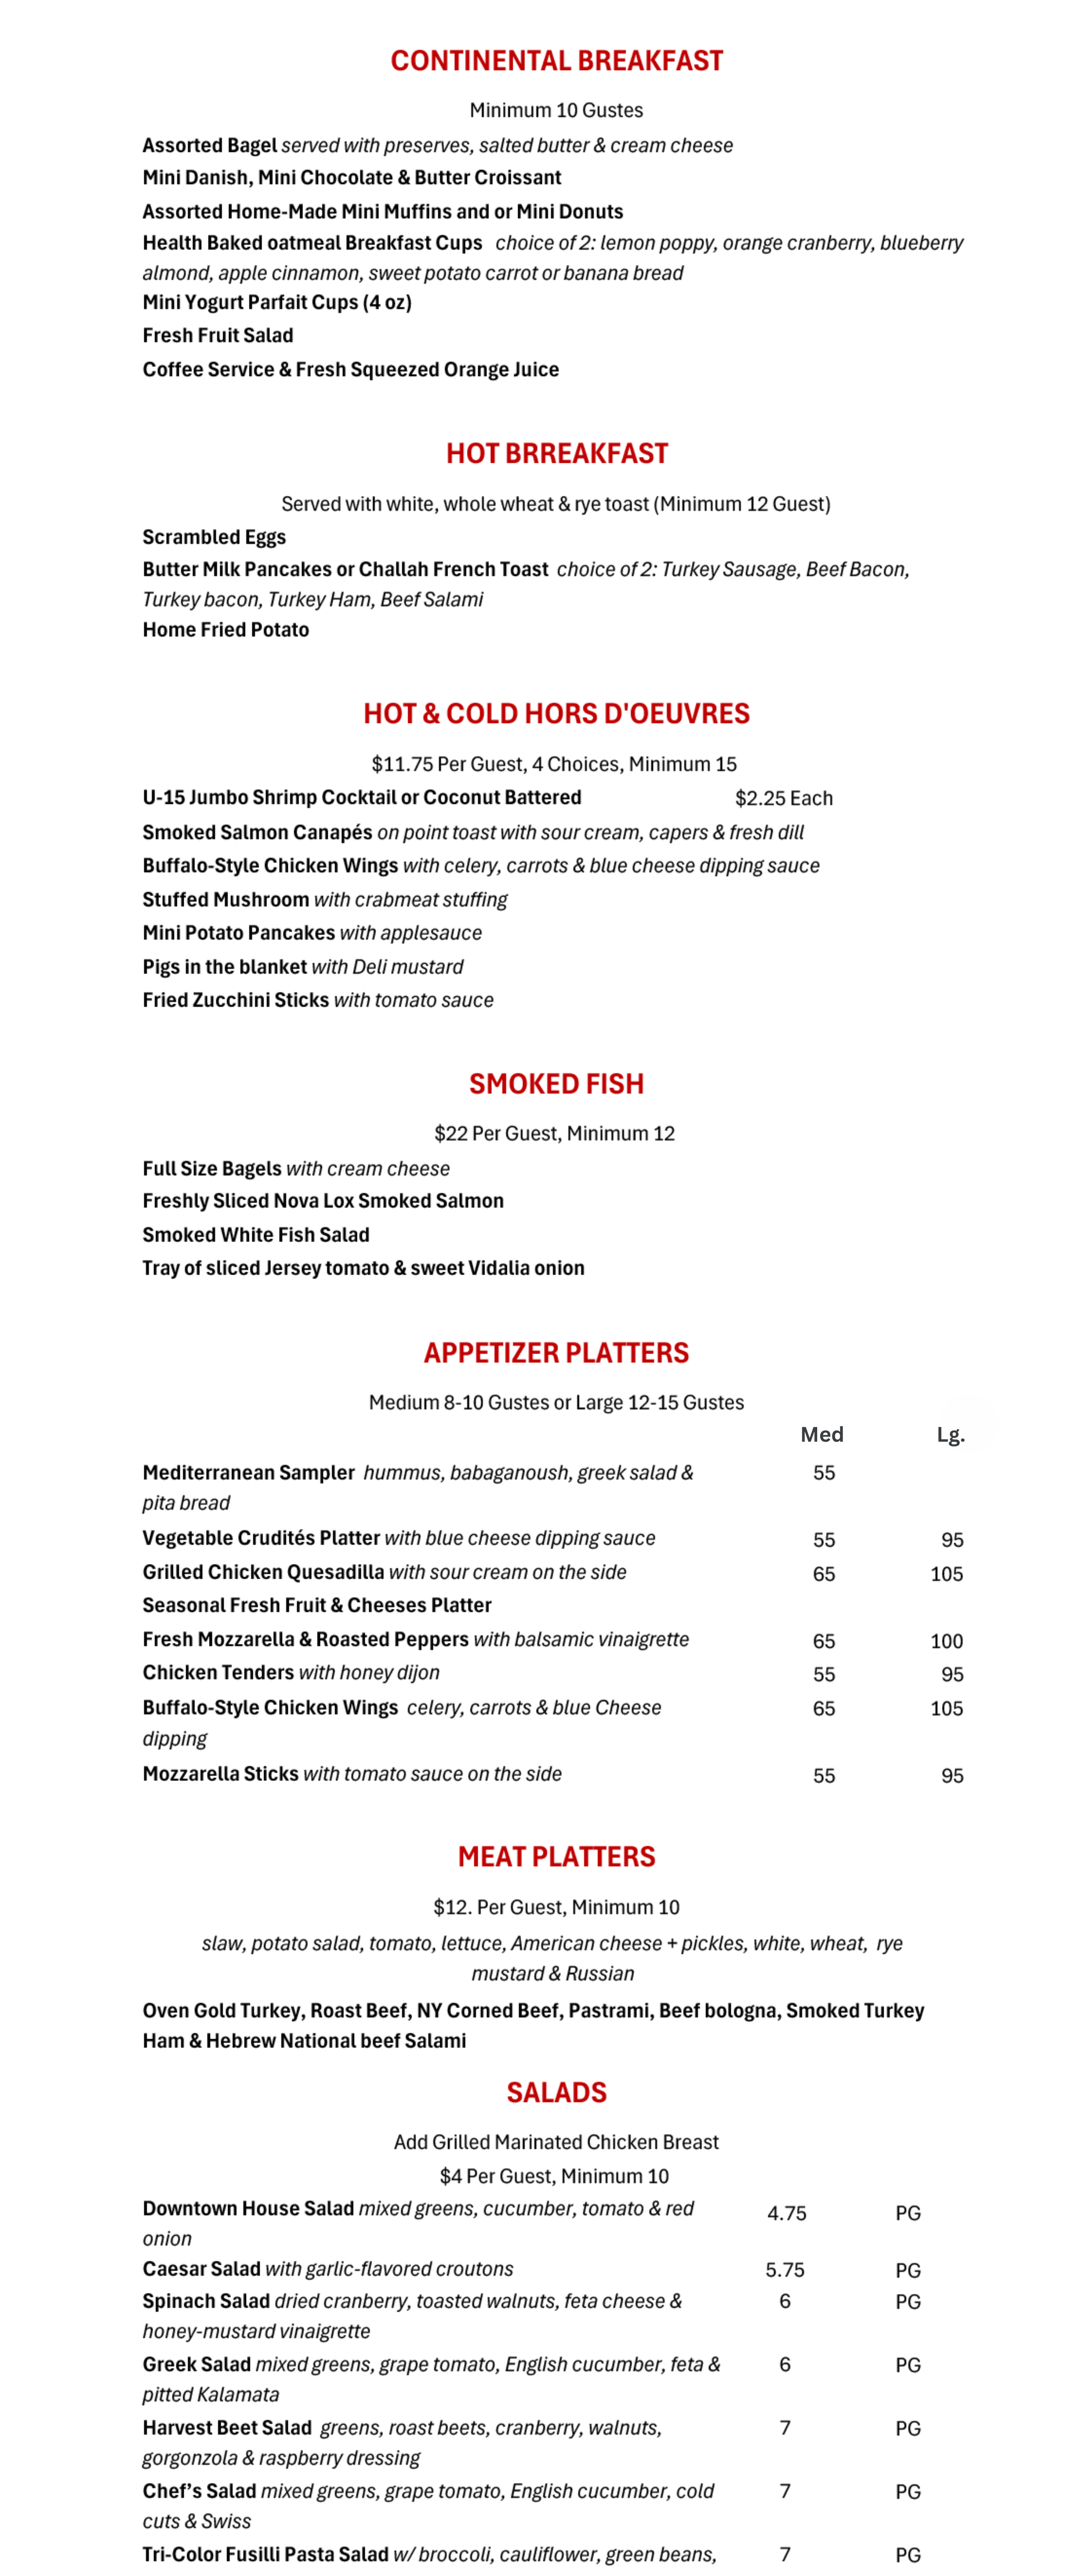 CONTINENTAL BREAKFAST
Minimum 10 Gustes
Assorted Bagel served with preserves, salted butter & cream cheese
Mini Danish, Mini Chocolate & Butter Croissant
Assorted Home-Made Mini Muffins and or Mini Donuts
Health Baked oatmeal Breakfast Cups choice of 2: lemon poppy, orange cranberry, blueberry
almond, apple cinnamon, sweet potato carrot or banana bread
Mini Yogurt Parfait Cups (4 oz)
Fresh Fruit Salad
Coffee Service & Fresh Squeezed Orange Juice
HOT BRREAKFAST
Served with white, whole wheat & rye toast (Minimum 12 Guest)
Scrambled Eggs
Butter Milk Pancakes or Challah French Toast choice of 2: Turkey Sausage, Beef Bacon,
Turkey bacon, Turkey Ham, Beef Salami
Home Fried Potato
HOT & COLD HORS D'OEUVRES
$11.75 Per Guest, 4 Choices, Minimum 15
U-15 Jumbo Shrimp Cocktail or Coconut Battered $2.25 Each
Smoked Salmon Canapés on point toast with sour cream, capers & fresh dill
Buffalo-Style Chicken Wings with celery, carrots & blue cheese dipping sauce
Stuffed Mushroom with crabmeat stuffing
Mini Potato Pancakes with applesauce
Pigs in the blanket with Deli mustard
Fried Zucchini Sticks with tomato sauce
SMOKED FISH
$22 Per Guest, Minimum 12
Full Size Bagels with cream cheese
Freshly Sliced Nova Lox Smoked Salmon
Smoked White Fish Salad
Tray of sliced Jersey tomato & sweet Vidalia onion
APPETIZER PLATTERS
Medium 8-10 Gustes or Large 12-15 Gustes
Med Lg.
Mediterranean Sampler hummus, babaganoush, greek salad & 55
pita bread
Vegetable Crudités Platter with blue cheese dipping sauce 55 95
Grilled Chicken Quesadilla with sour cream on the side 65 105
Seasonal Fresh Fruit & Cheeses Platter
Fresh Mozzarella & Roasted Peppers with balsamic vinaigrette 65 100
Chicken Tenders with honey dijon 55 95
Buffalo-Style Chicken Wings celery, carrots & blue Cheese 65 105
dipping
Mozzarella Sticks with tomato sauce on the side 55 95
MEAT PLATTERS
$12. Per Guest, Minimum 10
slaw, potato salad, tomato, lettuce, American cheese + pickles, white, wheat, rye
mustard & Russian
Oven Gold Turkey, Roast Beef, NY Corned Beef, Pastrami, Beef bologna, Smoked Turkey
Ham & Hebrew National beef Salami
SALADS
Add Grilled Marinated Chicken Breast
$4 Per Guest, Minimum 10
Downtown House Salad mixed greens, cucumber, tomato & red 4.75 PG
onion
Caesar Salad with garlic-flavored croutons 5.75 PG
Spinach Salad dried cranberry, toasted walnuts, feta cheese & 6 PG
honey-mustard vinaigrette
Greek Salad mixed greens, grape tomato, English cucumber, feta & 6 PG
pitted Kalamata
Harvest Beet Salad greens, roast beets, cranberry, walnuts, 7 PG
gorgonzola & raspberry dressing
Chef’s Salad mixed greens, grape tomato, English cucumber, cold 7 PG
cuts & Swiss
Tri-Color Fusilli Pasta Salad w/ broccoli, cauliflower, green beans, 7 PG